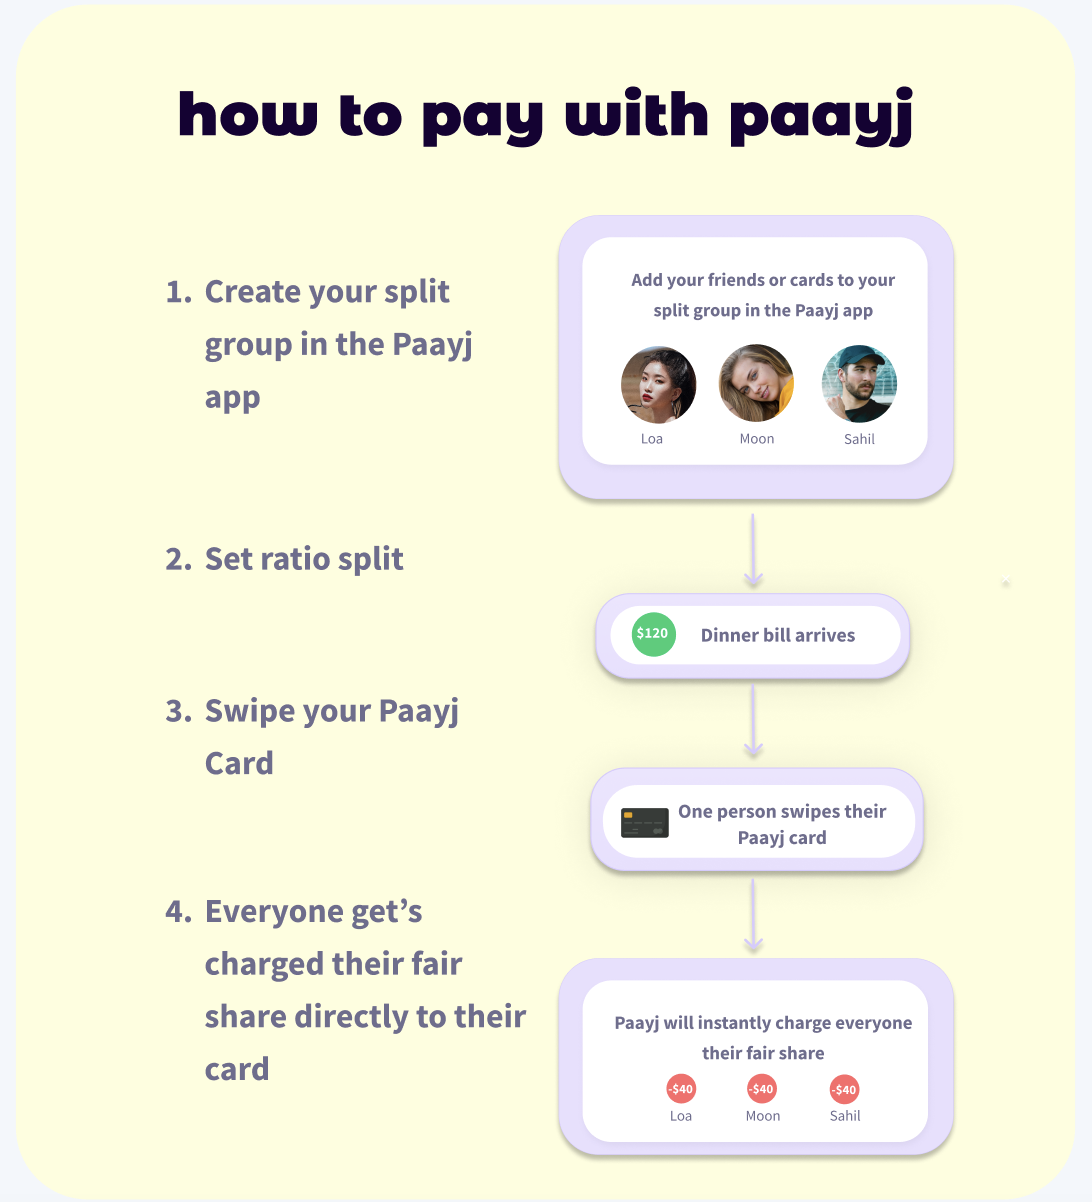 how to pay with paayj
1. Create your split
group in the Paayj
app
Add your friends or cards to your
split group in the Paayj app
Loa
Moon
Sahil
2. Set ratio split
$120
Dinner bill arrives
3. Swipe your Paayj
Card
One person swipes their
Paayj card
4. Everyone get’s
charged their fair
share directly to their
card
Paayj will instantly charge everyone
their fair share
-$40
-$40
-$40
Loa
Moon
Sahil